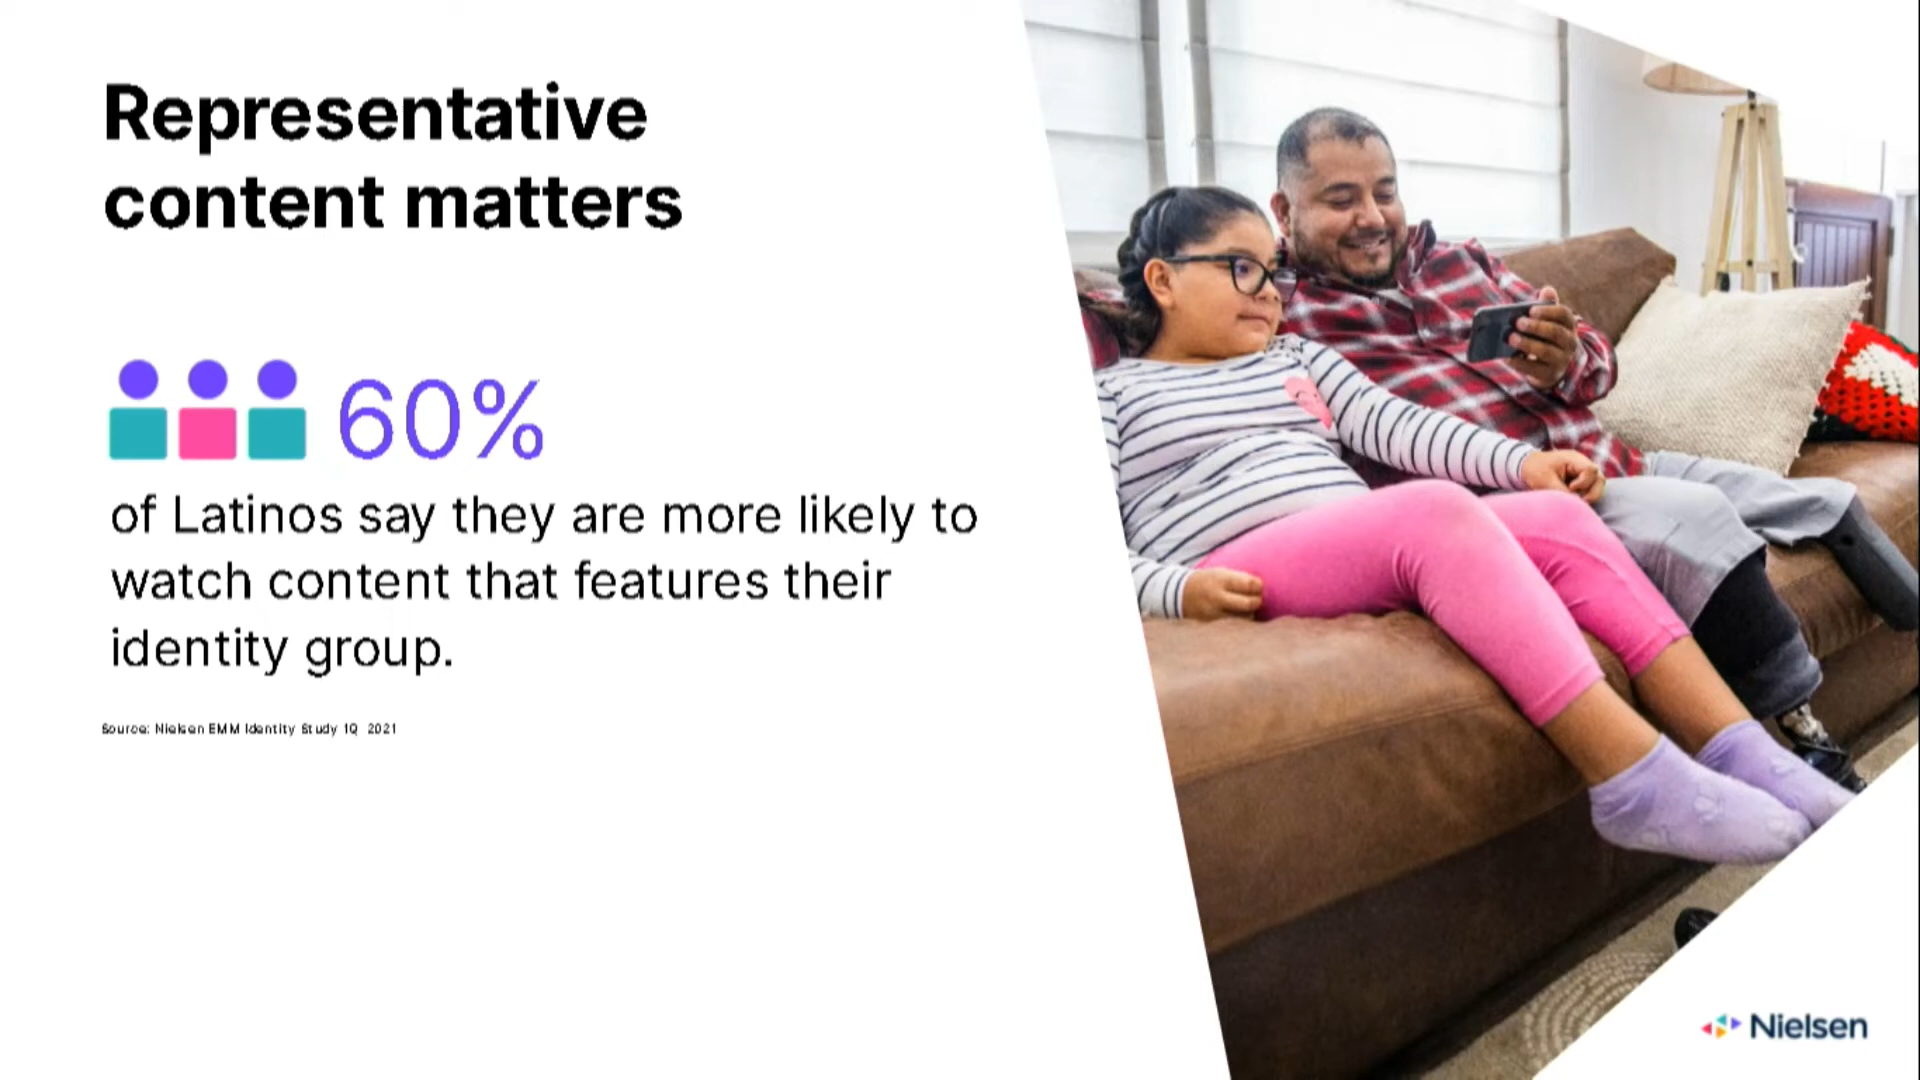 Representative
content matters
60%
of Latinos say they are more likely to
watch content that features their
identity group.
Source: Nielsen EMM Identity Study 1Q 2021
Nielsen